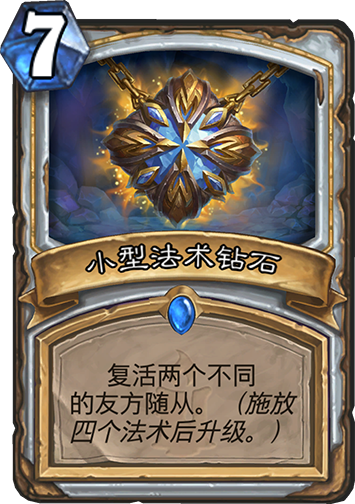 7
小型法术钻石
复活两个不同
的友方随从。（施放
四个法术后升级。）